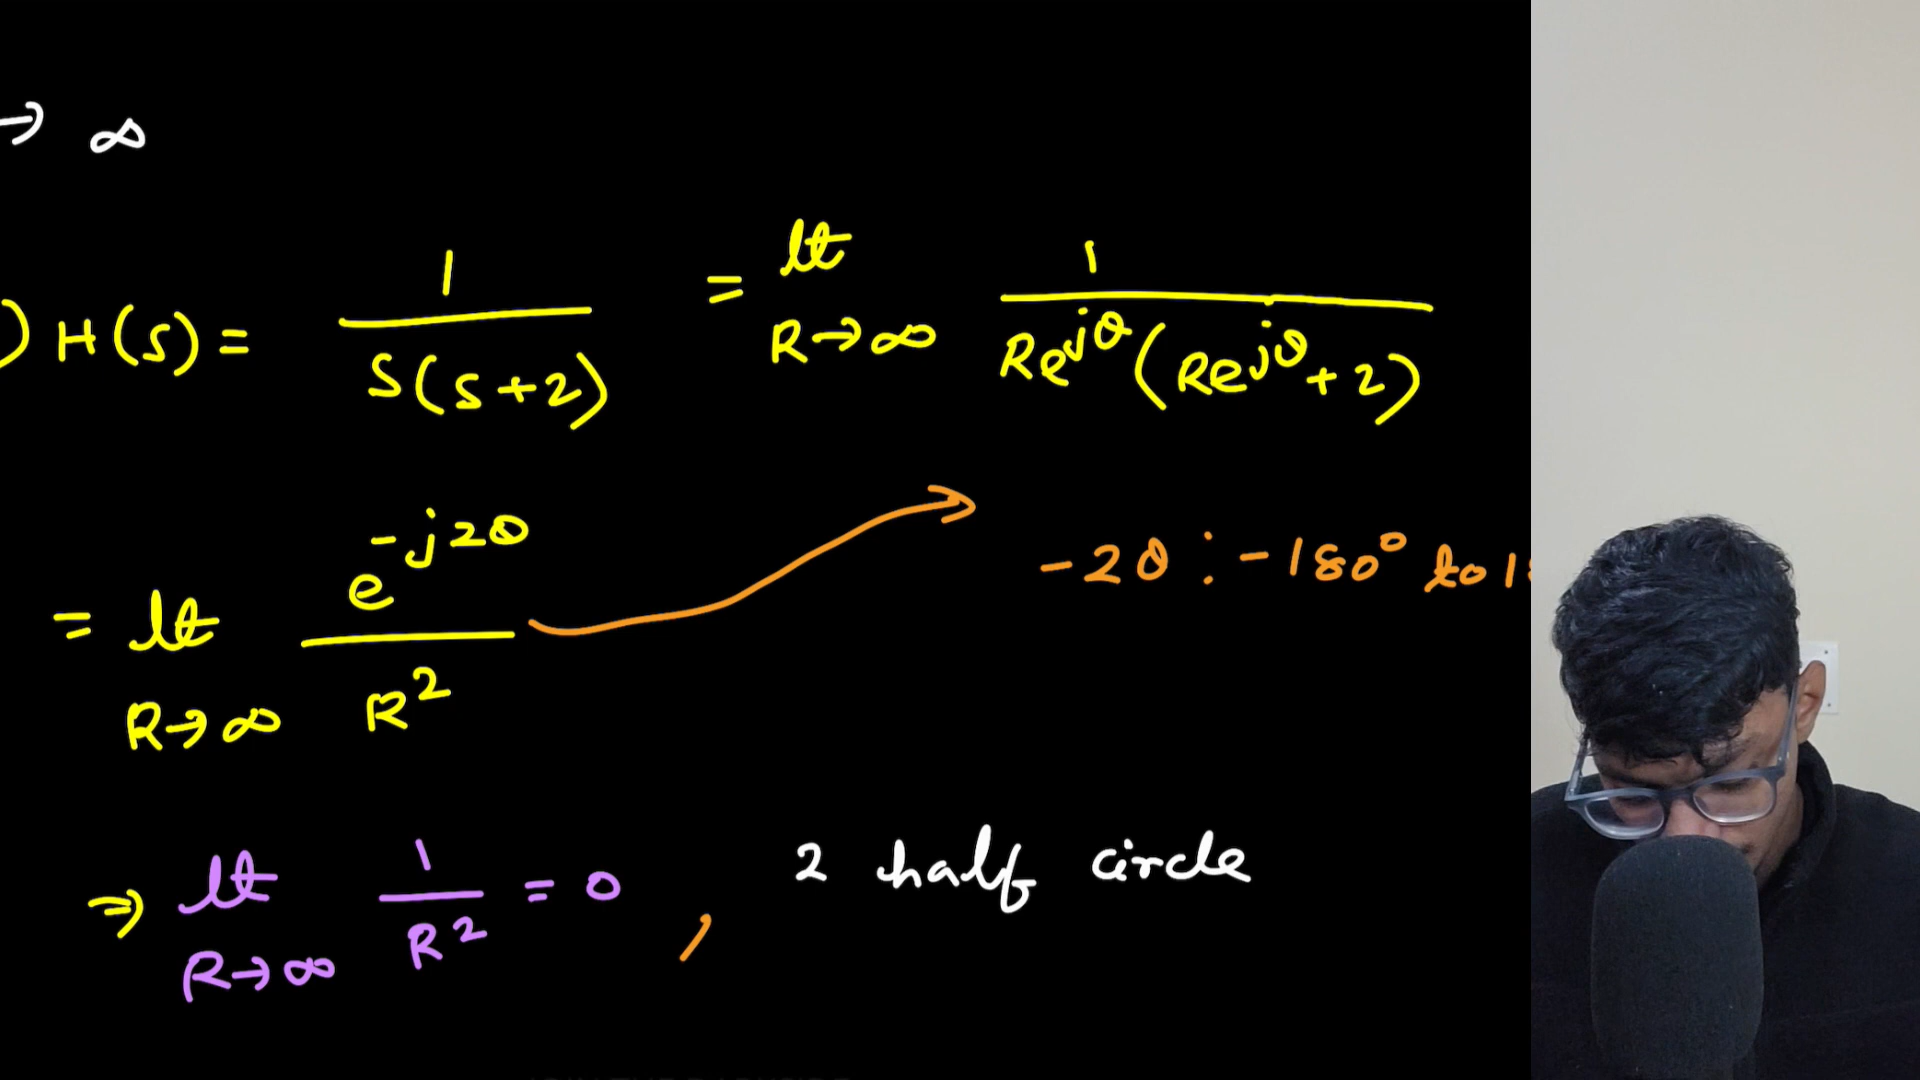 → ∞
) H(s) = 1 / s(s+2) = lt R→∞ 1 / Re^jθ (Re^jθ + 2)
= lt R→∞ e^-j2θ / R^2
-2θ : -180° to 1
⇒ lt R→∞ 1 / R^2 = 0 , 2 half circle